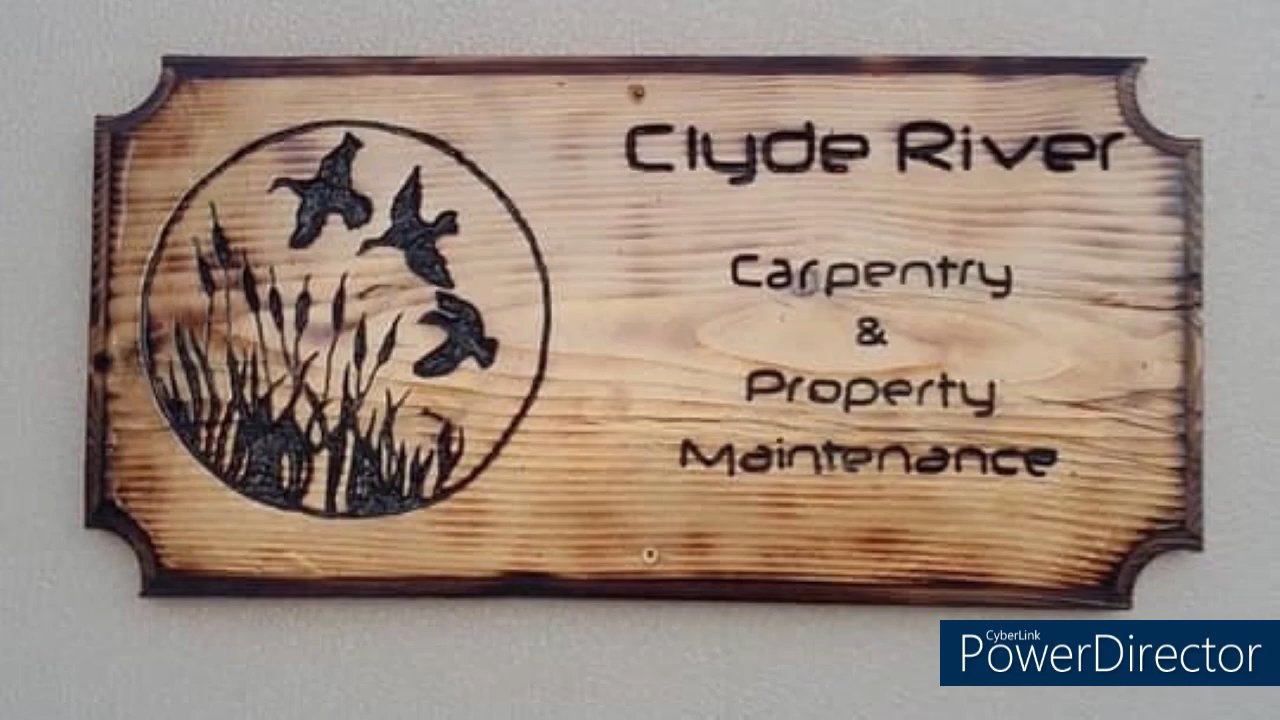 Clyde River
Carpentry
&
Property
Maintenance
CyberLink
PowerDirector